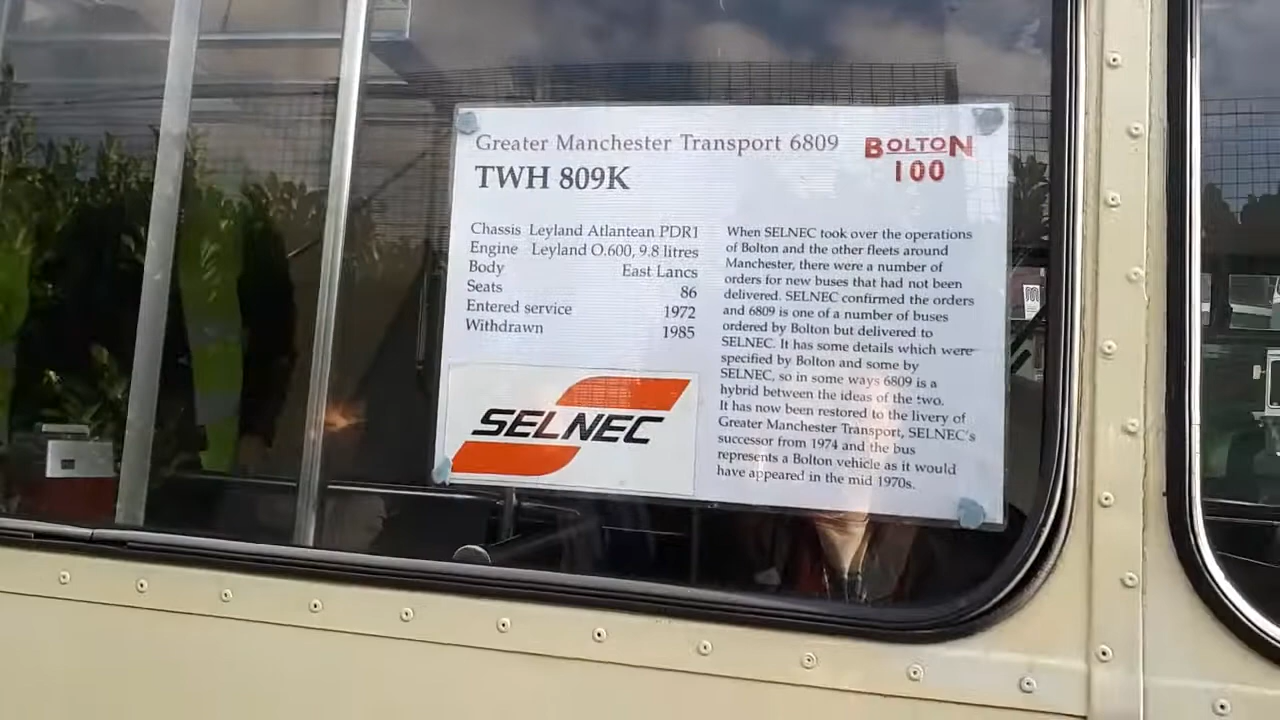 Greater Manchester Transport 6809
BOLTON
100
TWH 809K
Chassis Leyland Atlantean PDR1
Engine Leyland O.600, 9.8 litres
Body East Lancs
Seats 86
Entered service 1972
Withdrawn 1985
SELNEC
When SELNEC took over the operations
of Bolton and the other fleets around
Manchester, there were a number of
orders for new buses that had not been
delivered. SELNEC confirmed the orders
and 6809 is one of a number of buses
ordered by Bolton but delivered to
SELNEC. It has some details which were
specified by Bolton and some by
SELNEC, so in some ways 6809 is a
hybrid between the ideas of the two.
It has now been restored to the livery of
Greater Manchester Transport, SELNEC's
successor from 1974 and the bus
represents a Bolton vehicle as it would
have appeared in the mid 1970s.